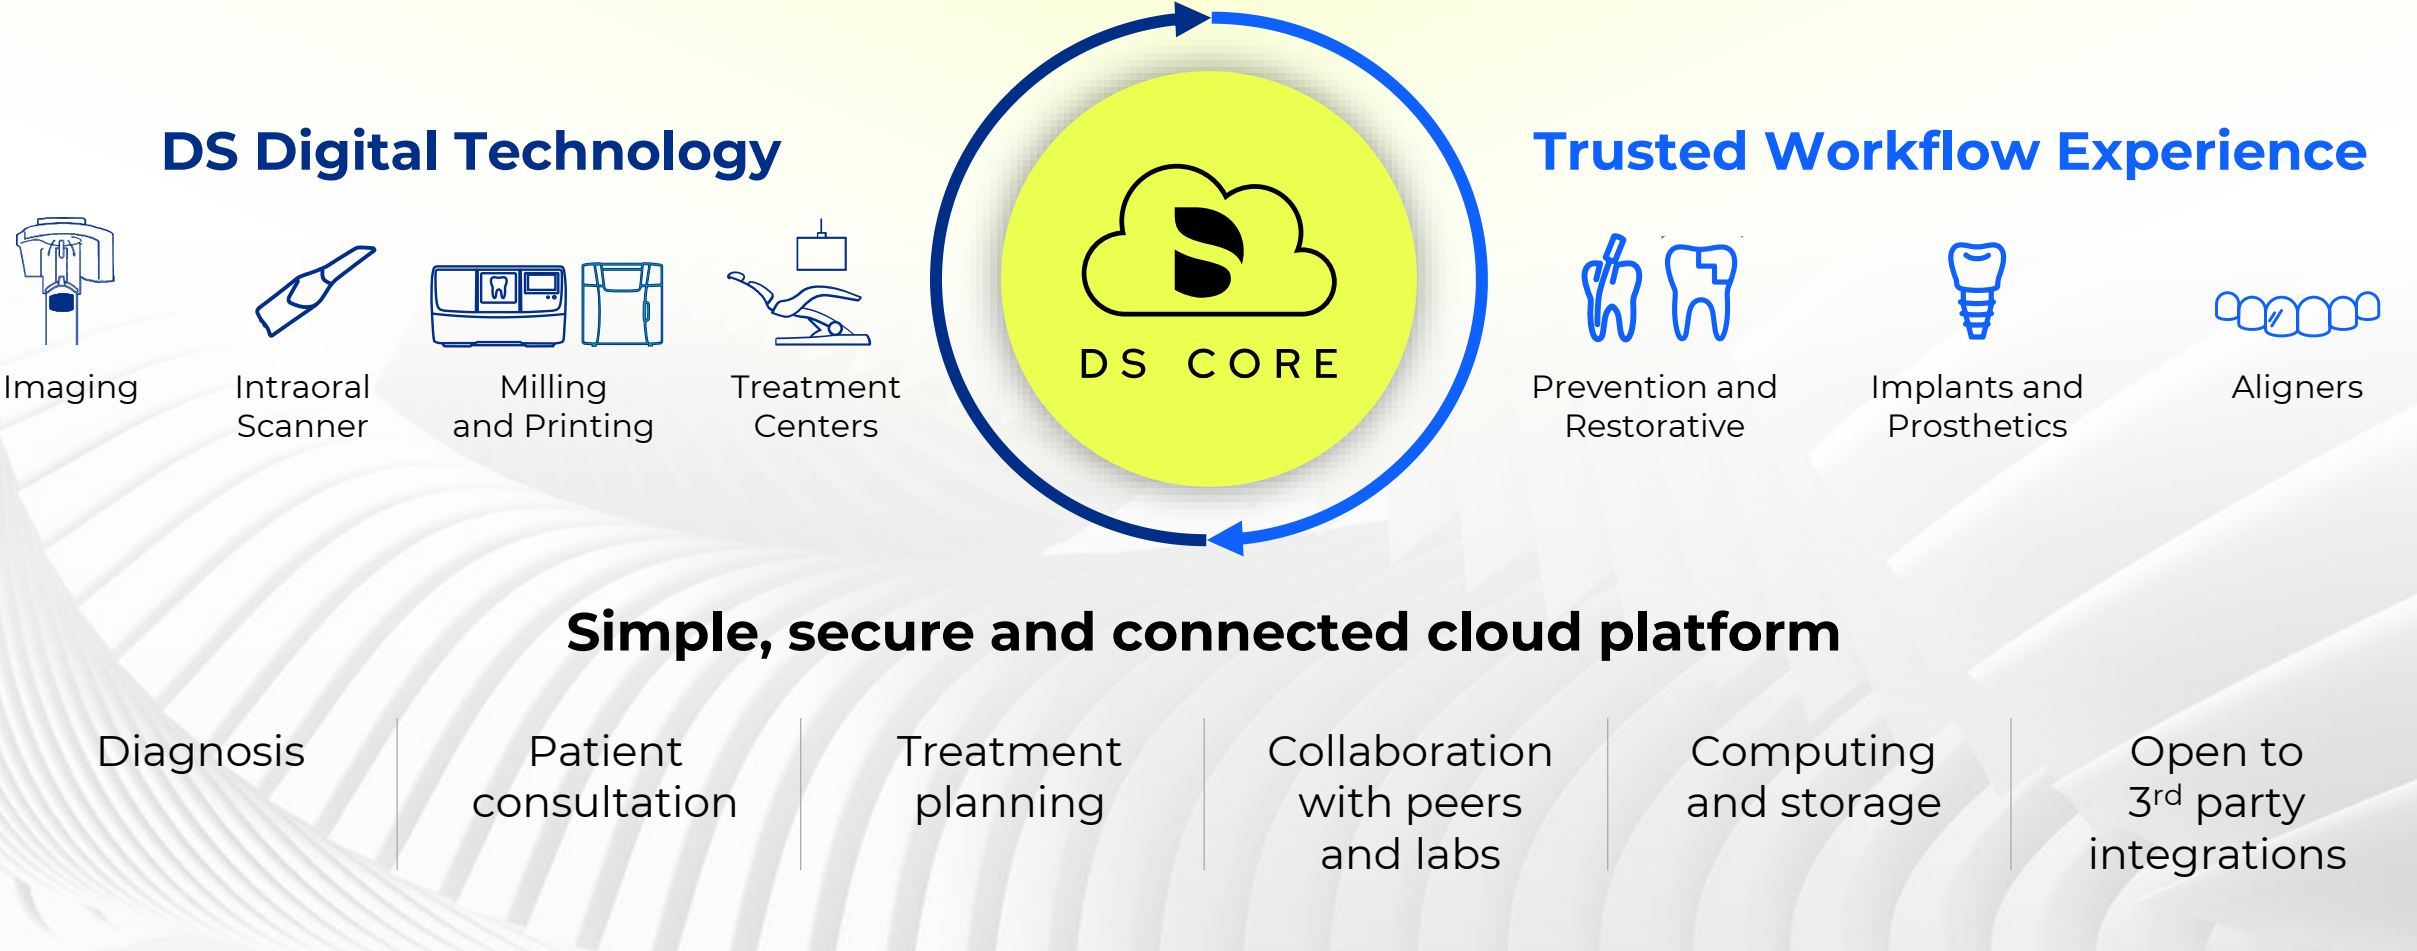 DS Digital Technology
Imaging
Intraoral
Scanner
Milling
and Printing
Treatment
Centers
DS CORE
Trusted Workflow Experience
Prevention and
Restorative
Implants and
Prosthetics
Aligners
Simple, secure and connected cloud platform
Diagnosis
Patient
consultation
Treatment
planning
Collaboration
with peers
and labs
Computing
and storage
Open to
3rd party
integrations